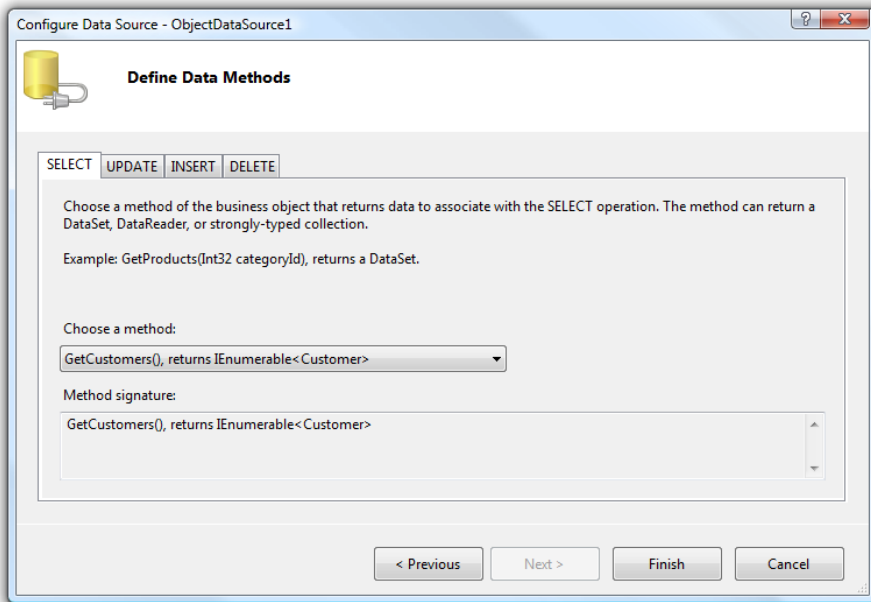 Configure Data Source - ObjectDataSource1
Define Data Methods
SELECT UPDATE INSERT DELETE
Choose a method of the business object that returns data to associate with the SELECT operation. The method can return a
DataSet, DataReader, or strongly-typed collection.
Example: GetProducts(Int32 categoryId), returns a DataSet.
Choose a method:
GetCustomers(), returns IEnumerable<Customer>
Method signature:
GetCustomers(), returns IEnumerable<Customer>
< Previous Next > Finish Cancel